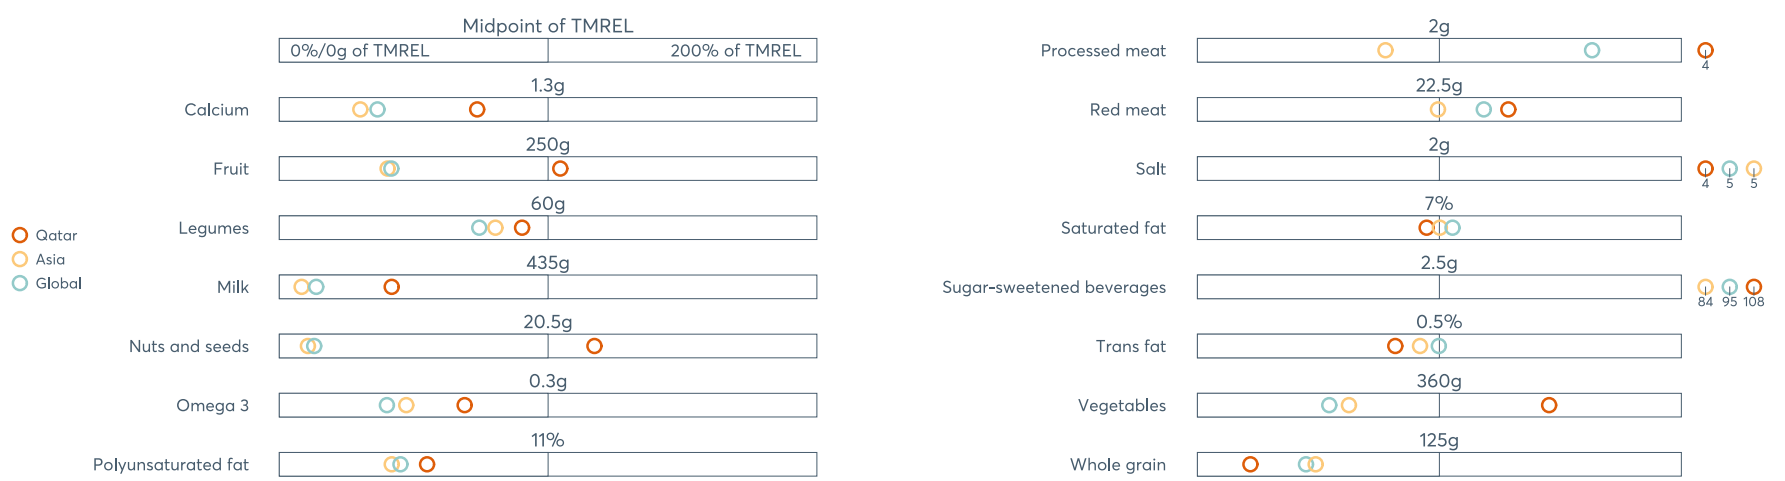 Midpoint of TMREL
0%/0g of TMREL 200% of TMREL
1.3g
Calcium
250g
Fruit
60g
Legumes
435g
Milk
20.5g
Nuts and seeds
0.3g
Omega 3
11%
Polyunsaturated fat
Qatar
Asia
Global
2g
Processed meat
4
22.5g
Red meat
2g
Salt
4 5 5
7%
Saturated fat
2.5g
Sugar-sweetened beverages
84 95 108
0.5%
Trans fat
360g
Vegetables
125g
Whole grain